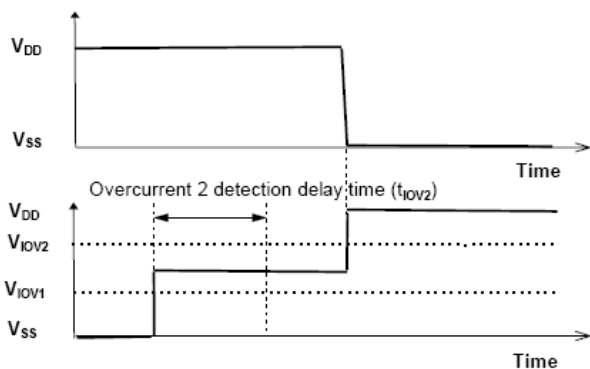 VDD
VSS
Time
Overcurrent 2 detection delay time (tIOV2)
VDD
VIOV2
VIOV1
VSS
Time